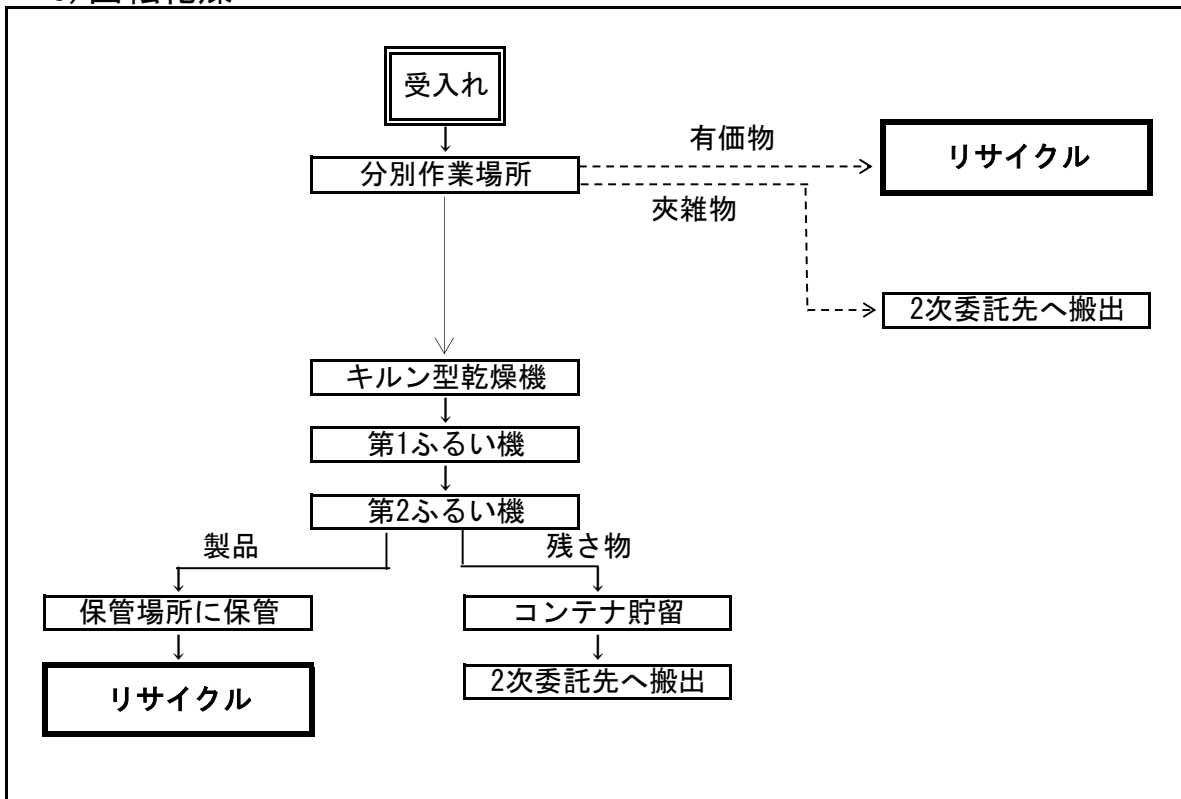 受入れ
有価物
リサイクル
分別作業場所
夾雑物
2次委託先へ搬出
キルン型乾燥機
第1ふるい機
第2ふるい機
製品
残さ物
保管場所に保管
コンテナ貯留
2次委託先へ搬出
リサイクル